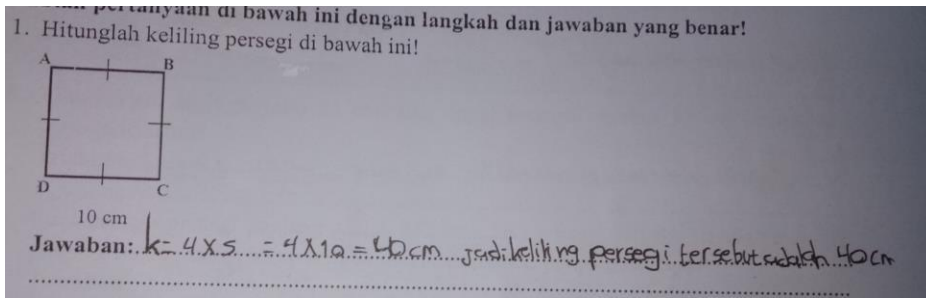 pertanyaan di bawah ini dengan langkah dan jawaban yang benar!
1. Hitunglah keliling persegi di bawah ini!
A B
D C
10 cm
Jawaban: k = 4 X s = 4 X 10 = 40 cm jadi keliling persegi tersebut adalah 40 cm